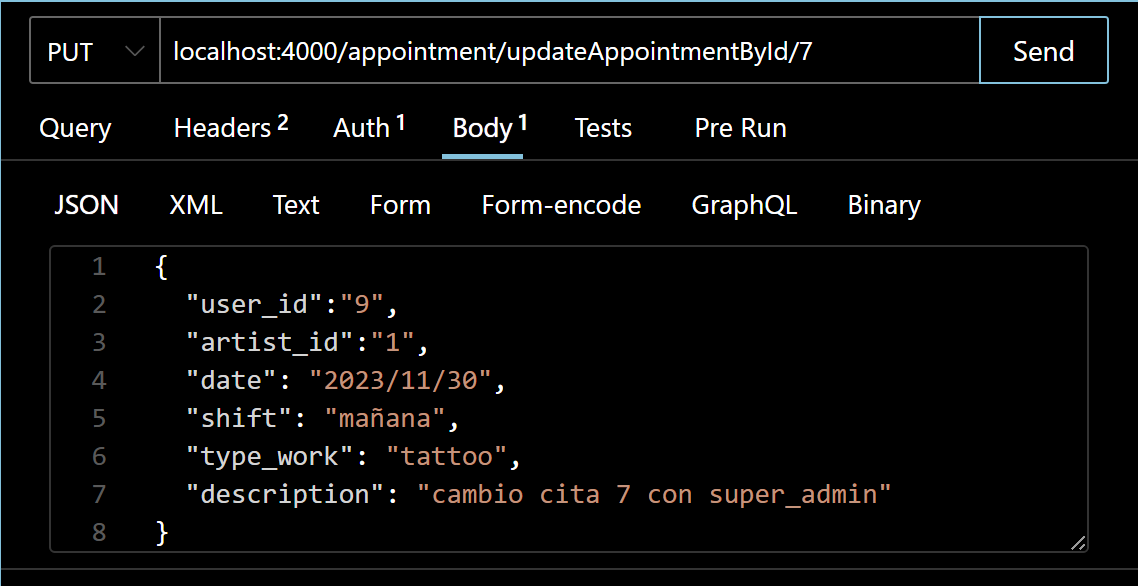 PUT localhost:4000/appointment/updateAppointmentById/7 Send
Query Headers 2 Auth 1 Body 1 Tests Pre Run
JSON XML Text Form Form-encode GraphQL Binary
1 {
2 "user_id":"9",
3 "artist_id":"1",
4 "date": "2023/11/30",
5 "shift": "mañana",
6 "type_work": "tattoo",
7 "description": "cambio cita 7 con super_admin"
8 }